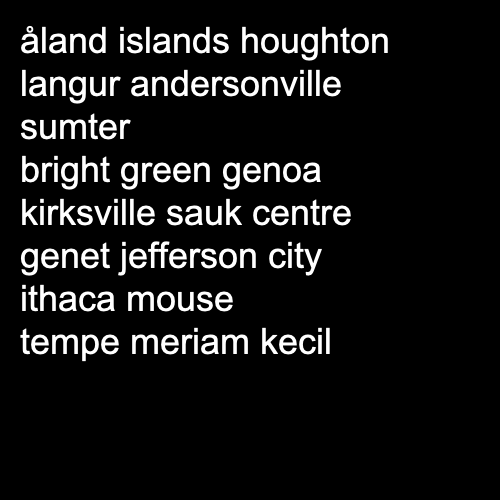 åland islands houghton
langur andersonville
sumter
bright green genoa
kirksville sauk centre
genet jefferson city
ithaca mouse
tempe meriam kecil